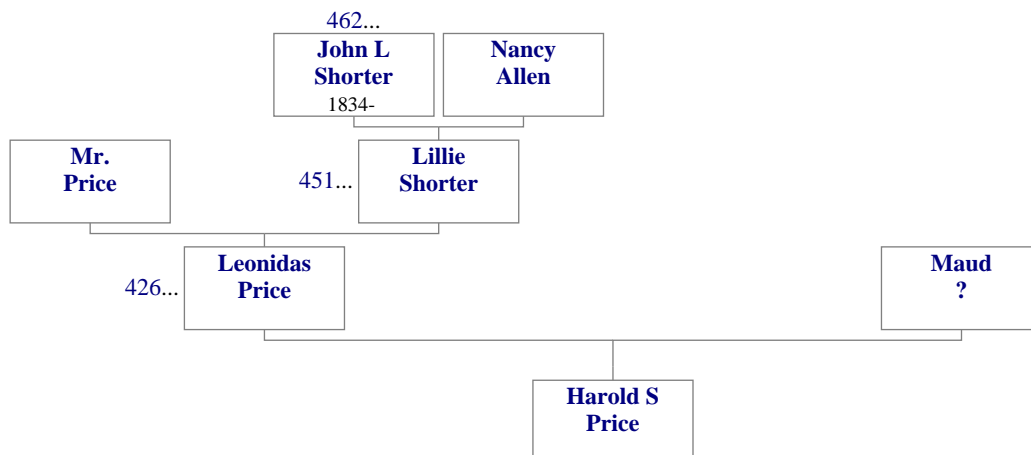 462...
John L
Shorter
1834-
Nancy
Allen
Mr.
Price
451...
Lillie
Shorter
426...
Leonidas
Price
Maud
?
Harold S
Price